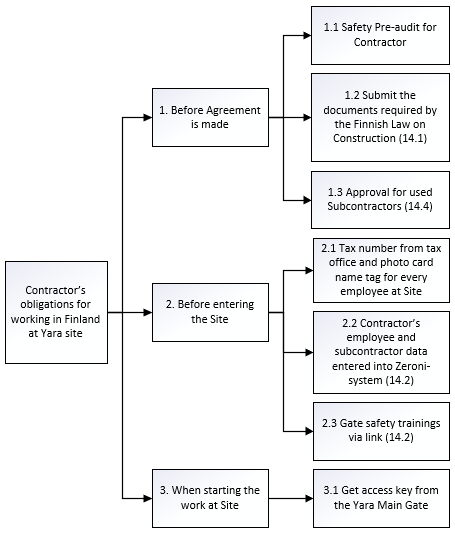 Contractor's
obligations for
working in Finland
at Yara site
1. Before Agreement
is made
1.1 Safety Pre-audit for
Contractor
1.2 Submit the
documents required by
the Finnish Law on
Construction (14.1)
1.3 Approval for used
Subcontractors (14.4)
2. Before entering
the Site
2.1 Tax number from tax
office and photo card
name tag for every
employee at Site
2.2 Contractor's
employee and
subcontractor data
entered into Zeroni-
system (14.2)
2.3 Gate safety trainings
via link (14.2)
3. When starting the
work at Site
3.1 Get access key from
the Yara Main Gate